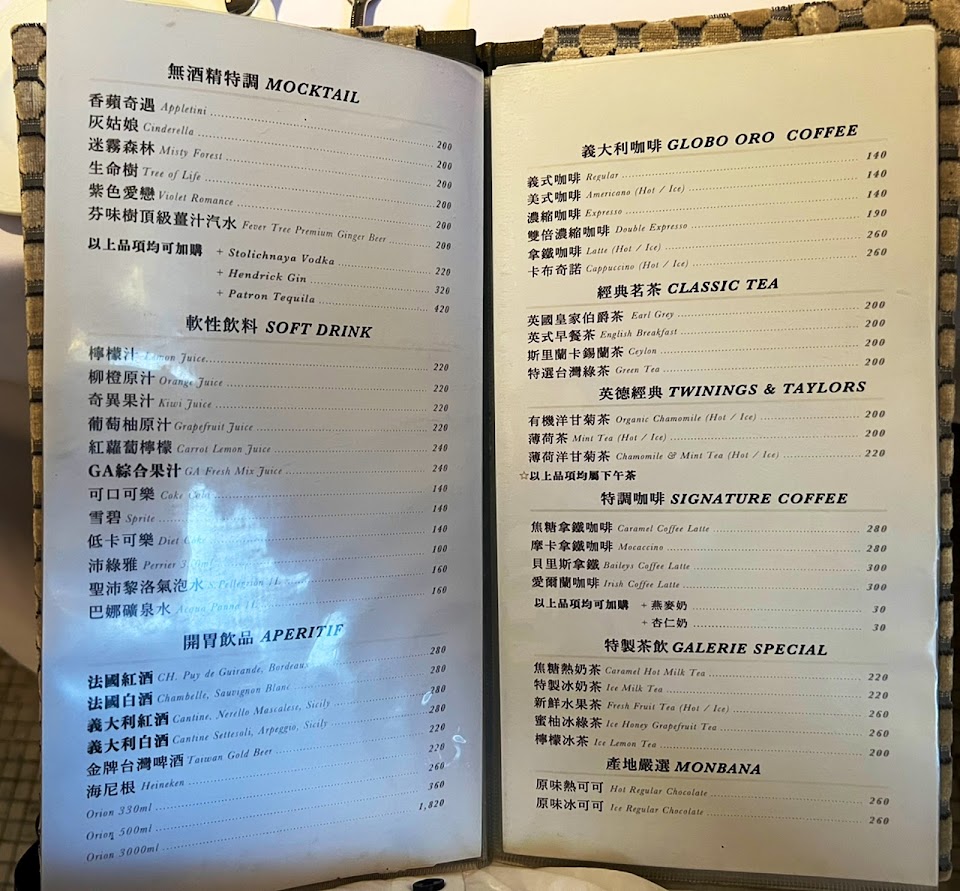 無酒精特調 MOCKTAIL
香蘋奇遇 Appletini 200
灰姑娘 Cinderella 200
迷霧森林 Misty Forest 200
生命樹 Tree of Life 200
紫色愛戀 Violet Romance 200
芬味樹頂級薑汁汽水 Fever Tree Premium Ginger Beer 200
以上品項均可加購 + Stolichnaya Vodka 220
+ Hendrick Gin 320
+ Patron Tequila 420
軟性飲料 SOFT DRINK
檸檬汁 Lemon Juice 220
柳橙原汁 Orange Juice 220
奇異果汁 Kiwi Juice 220
葡萄柚原汁 Grapefruit Juice 220
紅蘿蔔檸檬 Carrot Lemon Juice 240
GA綜合果汁 GA Fresh Mix Juice 240
可口可樂 Coke Cola 140
雪碧 Sprite 140
低卡可樂 Diet Coke 140
沛綠雅 Perrier 100
聖沛黎洛氣泡水 160
巴娜礦泉水 Acqua Panna 160
開胃飲品 APERITIF
法國紅酒 CH. Puy de Guirande, Bordeaux 280
法國白酒 Chambelle, Sauvignon Blanc 280
義大利紅酒 Cantine, Nerello Mascalese, Sicily 280
義大利白酒 Cantine Settesoli, Arpeggio, Sicily 280
金牌台灣啤酒 Taiwan Gold Beer 220
海尼根 Heineken 220
Orion 330ml 260
Orion 500ml 360
Orion 3000ml 1,820
義大利咖啡 GLOBO ORO COFFEE
義式咖啡 Regular 140
美式咖啡 Americano (Hot / Ice) 140
濃縮咖啡 Expresso 140
雙倍濃縮咖啡 Double Expresso 190
拿鐵咖啡 Latte (Hot / Ice) 260
卡布奇諾 Cappuccino (Hot / Ice) 260
經典茗茶 CLASSIC TEA
英國皇家伯爵茶 Earl Grey 200
英式早餐茶 English Breakfast 200
斯里蘭卡錫蘭茶 Ceylon 200
特選台灣綠茶 Green Tea 200
英德經典 TWININGS & TAYLORS
有機洋甘菊茶 Organic Chamomile (Hot / Ice) 200
薄荷茶 Mint Tea (Hot / Ice) 200
薄荷洋甘菊茶 Chamomile & Mint Tea (Hot / Ice) 220
☆以上品項均屬下午茶
特調咖啡 SIGNATURE COFFEE
焦糖拿鐵咖啡 Caramel Coffee Latte 280
摩卡拿鐵咖啡 Mocaccino 280
貝里斯拿鐵 Baileys Coffee Latte 300
愛爾蘭咖啡 Irish Coffee Latte 300
以上品項均可加購 + 燕麥奶 30
+ 杏仁奶 30
特製茶飲 GALERIE SPECIAL
焦糖熱奶茶 Caramel Hot Milk Tea 220
特製冰奶茶 Ice Milk Tea 220
新鮮水果茶 Fresh Fruit Tea (Hot / Ice) 260
蜜柚冰綠茶 Ice Honey Grapefruit Tea 260
檸檬冰茶 Ice Lemon Tea 200
產地嚴選 MONBANA
原味熱可可 Hot Regular Chocolate 260
原味冰可可 Ice Regular Chocolate 260